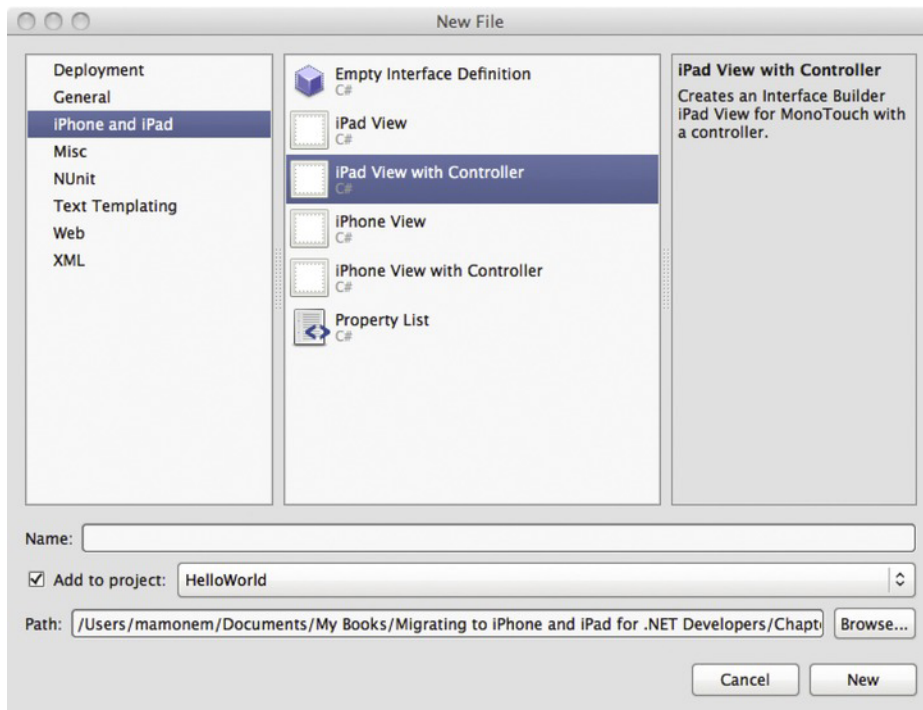 New File
Deployment
General
iPhone and iPad
Misc
NUnit
Text Templating
Web
XML
Empty Interface Definition
C#
iPad View
C#
iPad View with Controller
C#
iPhone View
C#
iPhone View with Controller
C#
Property List
C#
iPad View with Controller
Creates an Interface Builder
iPad View for MonoTouch with
a controller.
Name:
Add to project: HelloWorld
Path: /Users/mamonem/Documents/My Books/Migrating to iPhone and iPad for .NET Developers/Chapt Browse...
Cancel New